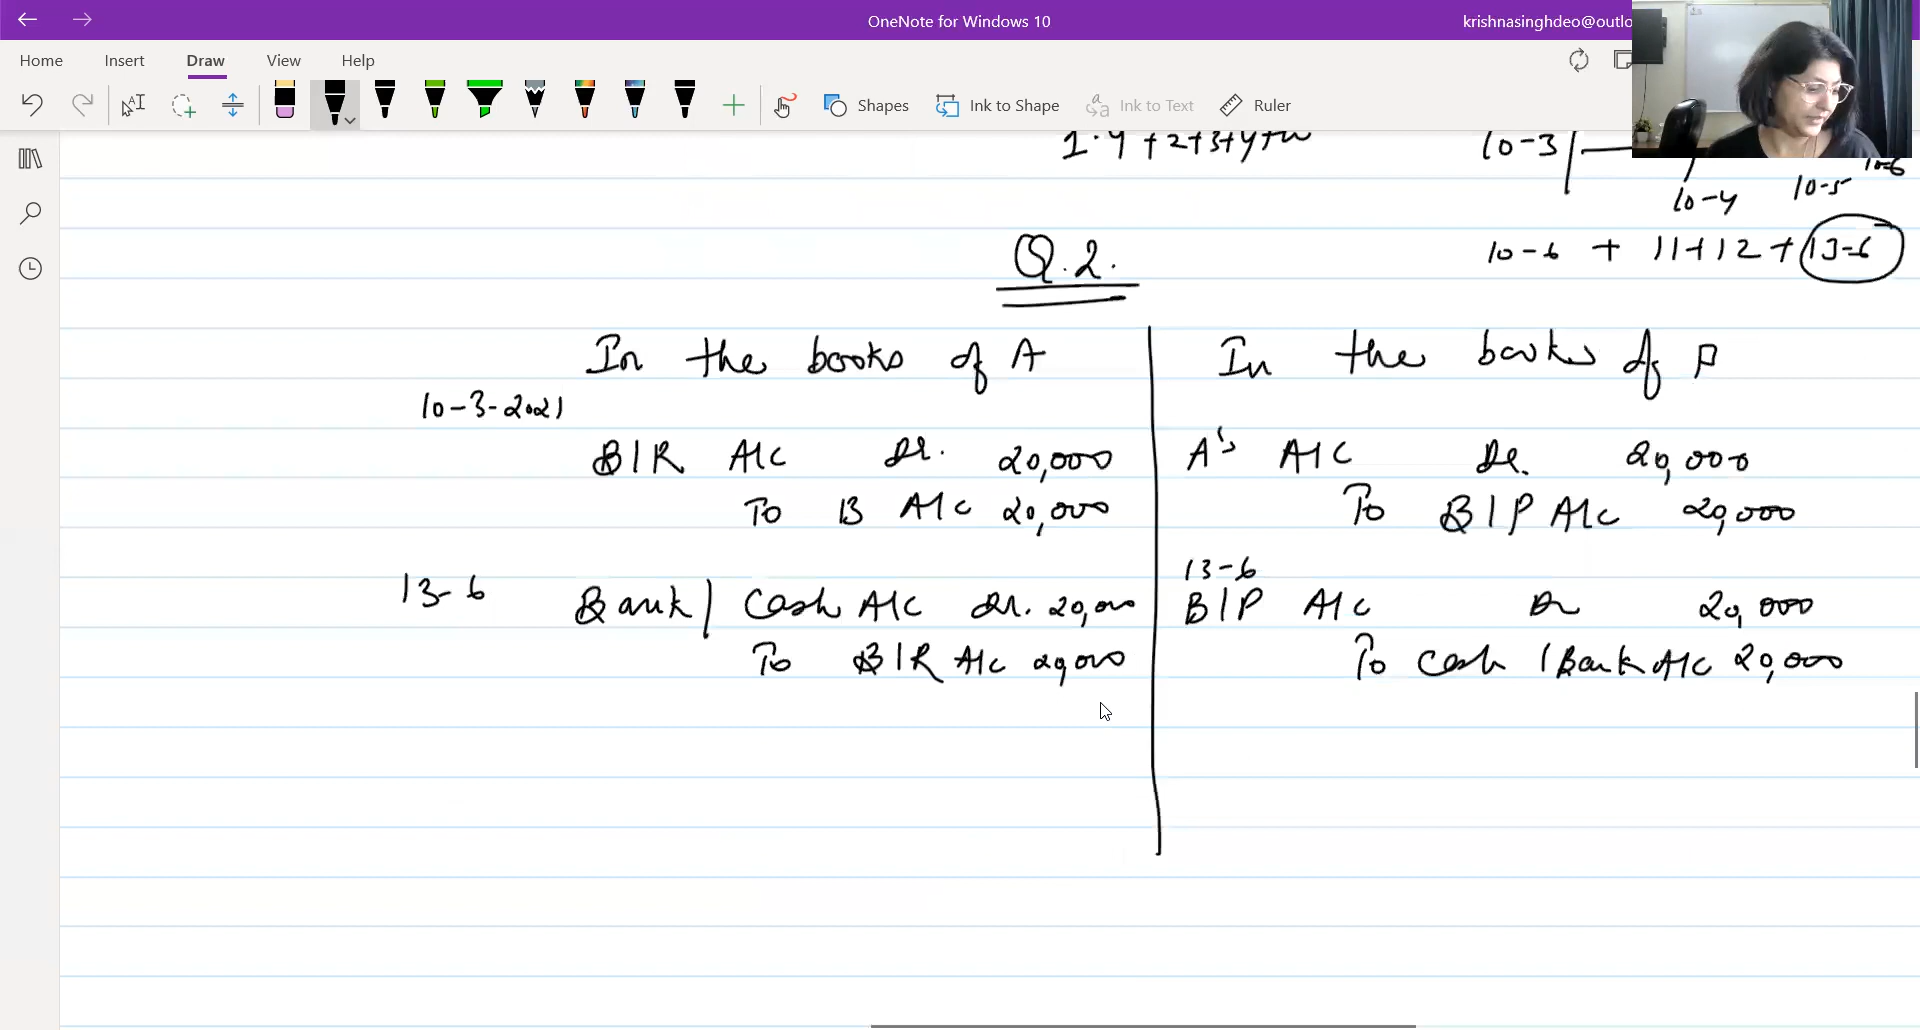 OneNote for Windows 10
krishnasinghdeo@outlo
Home Insert Draw View Help
Shapes Ink to Shape Ink to Text Ruler
10-3
10-6
10-4 10-5
10-6 + 11+12+13-6
Q.2.
In the books of A
10-3-2021
B/R A/C Dr. 20,000
To B A/C 20,000
13-6 Bank/ Cash A/C Dr. 20,000
To B/R A/C 20,000
In the books of P
A's A/C Dr. 20,000
To B/P A/C 20,000
13-6
B/P A/C Dr 20,000
To Cash /Bank A/C 20,000